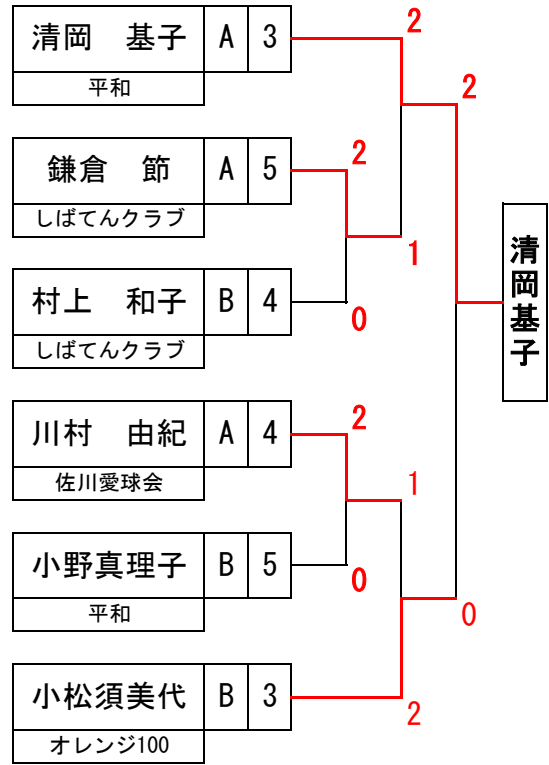 清岡 基子 A 3
平和
鎌倉 節 A 5
しばてんクラブ
村上 和子 B 4
しばてんクラブ
川村 由紀 A 4
佐川愛球会
小野真理子 B 5
平和
小松須美代 B 3
オレンジ100
2
2
2
1
0
2
1
0
0
2
清岡基子